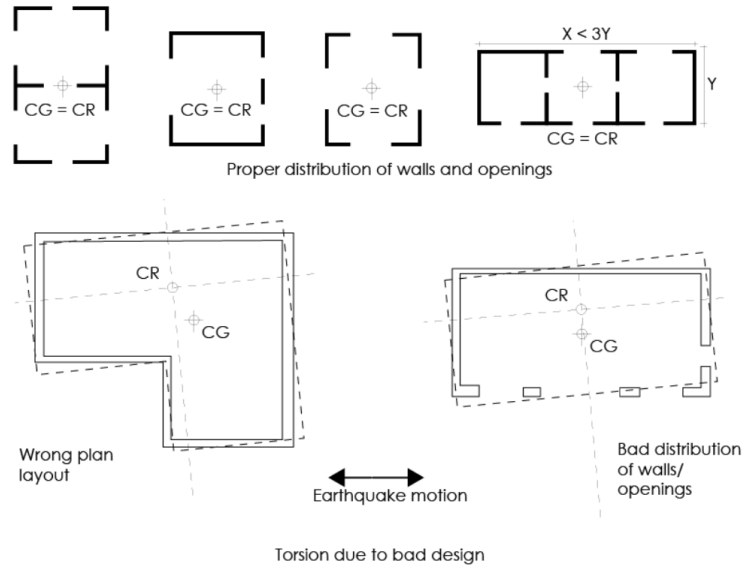 X < 3Y
Y
CG = CR
CG = CR
CG = CR
CG = CR
Proper distribution of walls and openings
CR
CG
CR
CG
Wrong plan
layout
Bad distribution
of walls/
openings
Earthquake motion
Torsion due to bad design